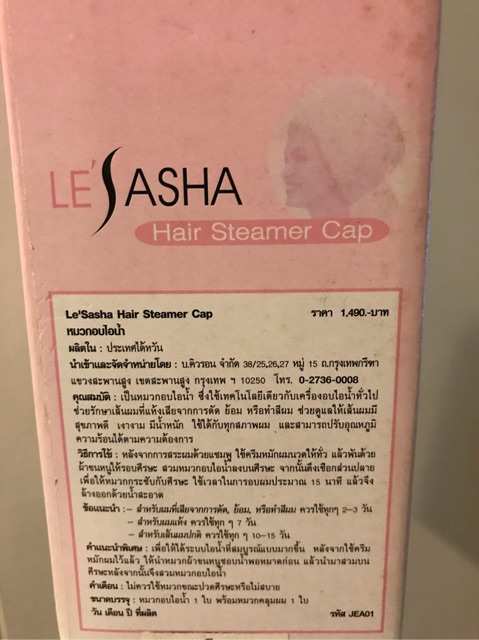 LE'SASHA
Hair Steamer Cap
Le'Sasha Hair Steamer Cap ราคา 1,490.-บาท
หมวกอบไอน้ำ
ผลิตใน : ประเทศไต้หวัน
นำเข้าและจัดจำหน่ายโดย : บ.คิวรอน จำกัด 38/25,26,27 หมู่ 15 ถ.กรุงเทพกรีฑา
แขวงสะพานสูง เขตสะพานสูง กรุงเทพ ฯ 10250 โทร. 0-2736-0008
คุณสมบัติ : เป็นหมวกอบไอน้ำ ซึ่งใช้เทคโนโลยีเดียวกับเครื่องอบไอน้ำทั่วไป
ช่วยรักษาเส้นผมที่แห้งเสียจากการดัด ย้อม หรือทำสีผม ช่วยดูแลให้เส้นผมมี
สุขภาพดี เงางาม มีน้ำหนัก ใช้ได้กับทุกสภาพผม และสามารถปรับอุณหภูมิ
ความร้อนได้ตามความต้องการ
วิธีการใช้ : หลังจากการสระผมด้วยแชมพู ใช้ครีมหมักผมนวดให้ทั่ว แล้วพันด้วย
ผ้าขนหนูให้รอบศีรษะ สวมหมวกอบไอน้ำลงบนศีรษะ จากนั้นดึงเชือกส่วนปลาย
เพื่อให้หมวกกระชับกับศีรษะ ใช้เวลาในการอบผมประมาณ 15 นาที แล้วจึง
ล้างออกด้วยน้ำสะอาด
ข้อแนะนำ :- สำหรับผมที่เสียจากการดัด, ย้อม, หรือทำสีผม ควรใช้ทุกๆ 2-3 วัน
- สำหรับผมแห้ง ควรใช้ทุก ๆ 7 วัน
- สำหรับเส้นผมปกติ ควรใช้ทุก ๆ 10-15 วัน
คำแนะนำพิเศษ : เพื่อให้ได้ระบบไอน้ำที่สมบูรณ์แบบมากขึ้น หลังจากใช้ครีม
หมักผมไว้แล้ว ให้นำหมวกผ้าขนหนูชุบน้ำพอหมาดก่อน แล้วนำมาสวมบน
ศีรษะหลังจากนั้นจึงสวมหมวกอบไอน้ำ
คำเตือน : ไม่ควรใช้หมวกขณะปวดศีรษะหรือไม่สบาย
ขนาดบรรจุ : หมวกอบไอน้ำ 1 ใบ พร้อมหมวกคลุมผม 1 ใบ
วัน เดือน ปี ที่ผลิต รหัส JEA01